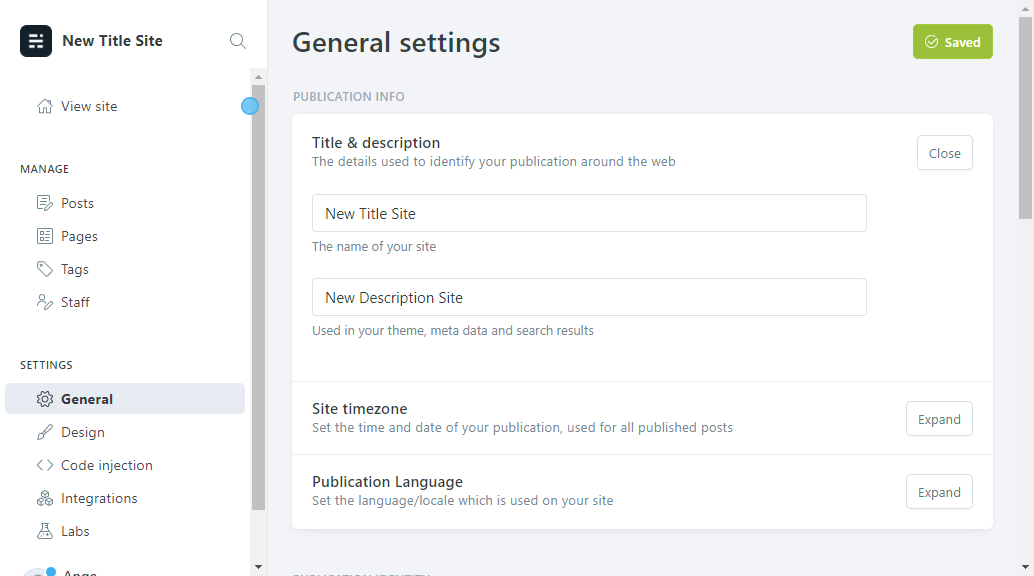 New Title Site
View site
MANAGE
Posts
Pages
Tags
Staff
SETTINGS
General
Design
Code injection
Integrations
Labs
Ange
General settings
Saved
PUBLICATION INFO
Title & description
The details used to identify your publication around the web
Close
New Title Site
The name of your site
New Description Site
Used in your theme, meta data and search results
Site timezone
Set the time and date of your publication, used for all published posts
Expand
Publication Language
Set the language/locale which is used on your site
Expand
PUBLICATION IDENTITY